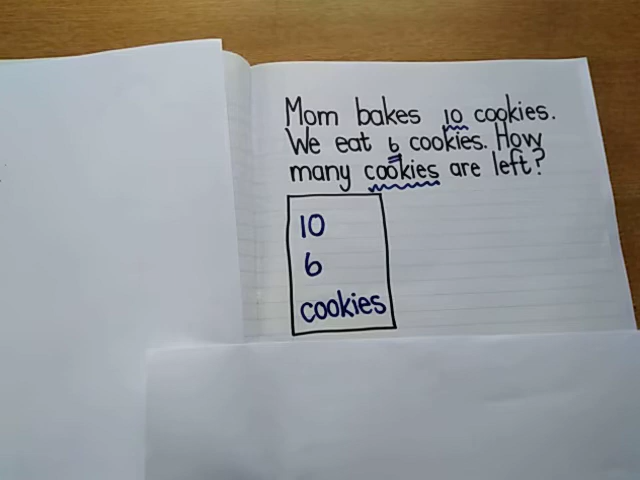 Mom bakes 10 cookies.
We eat 6 cookies. How
many cookies are left?
10
6
cookies